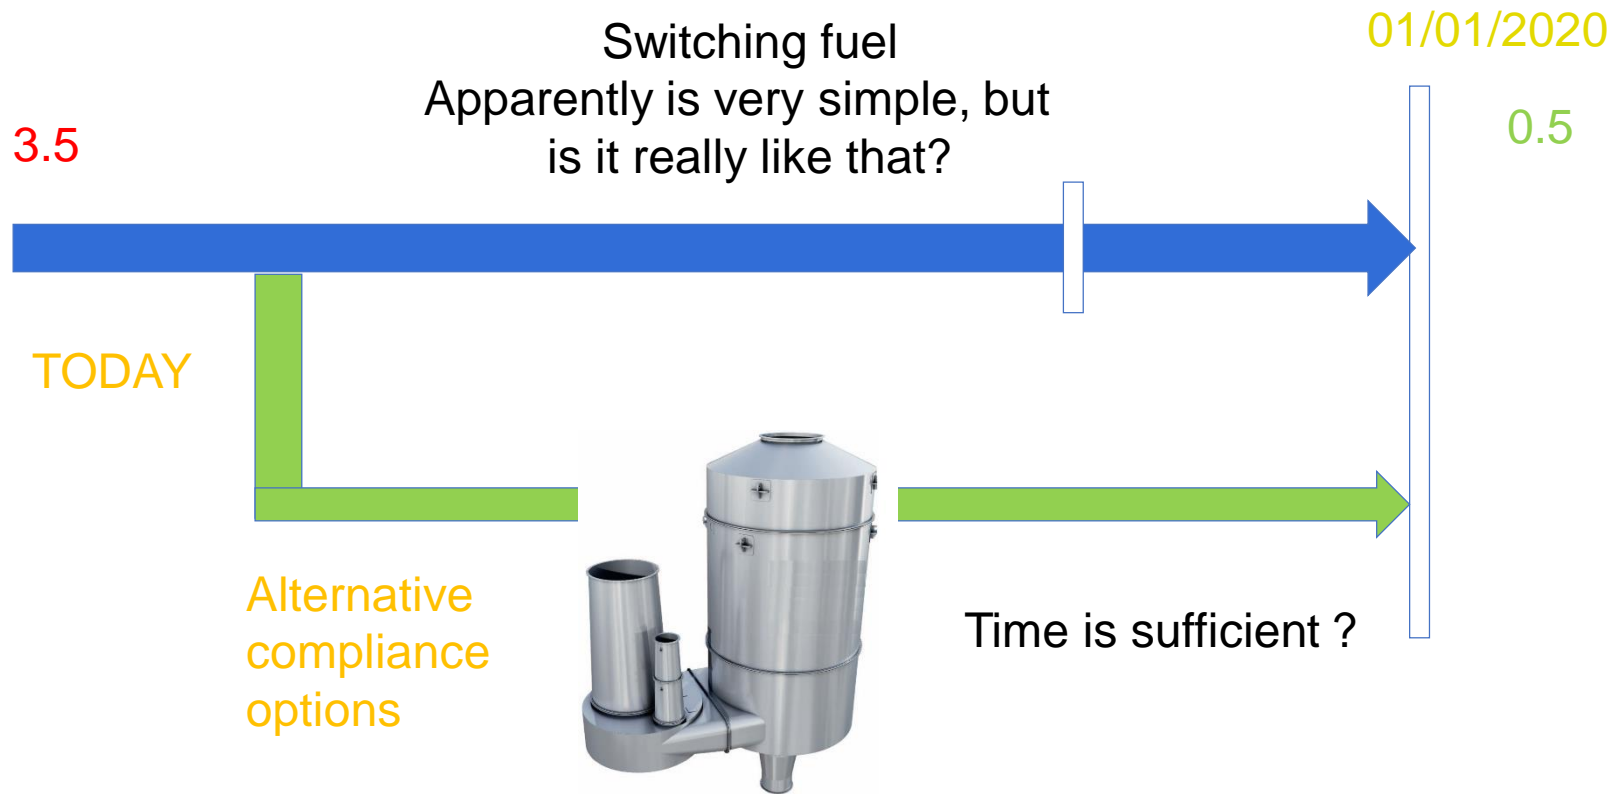 Switching fuel
Apparently is very simple, but
is it really like that?
01/01/2020
3.5
0.5
TODAY
Alternative
compliance
options
Time is sufficient ?